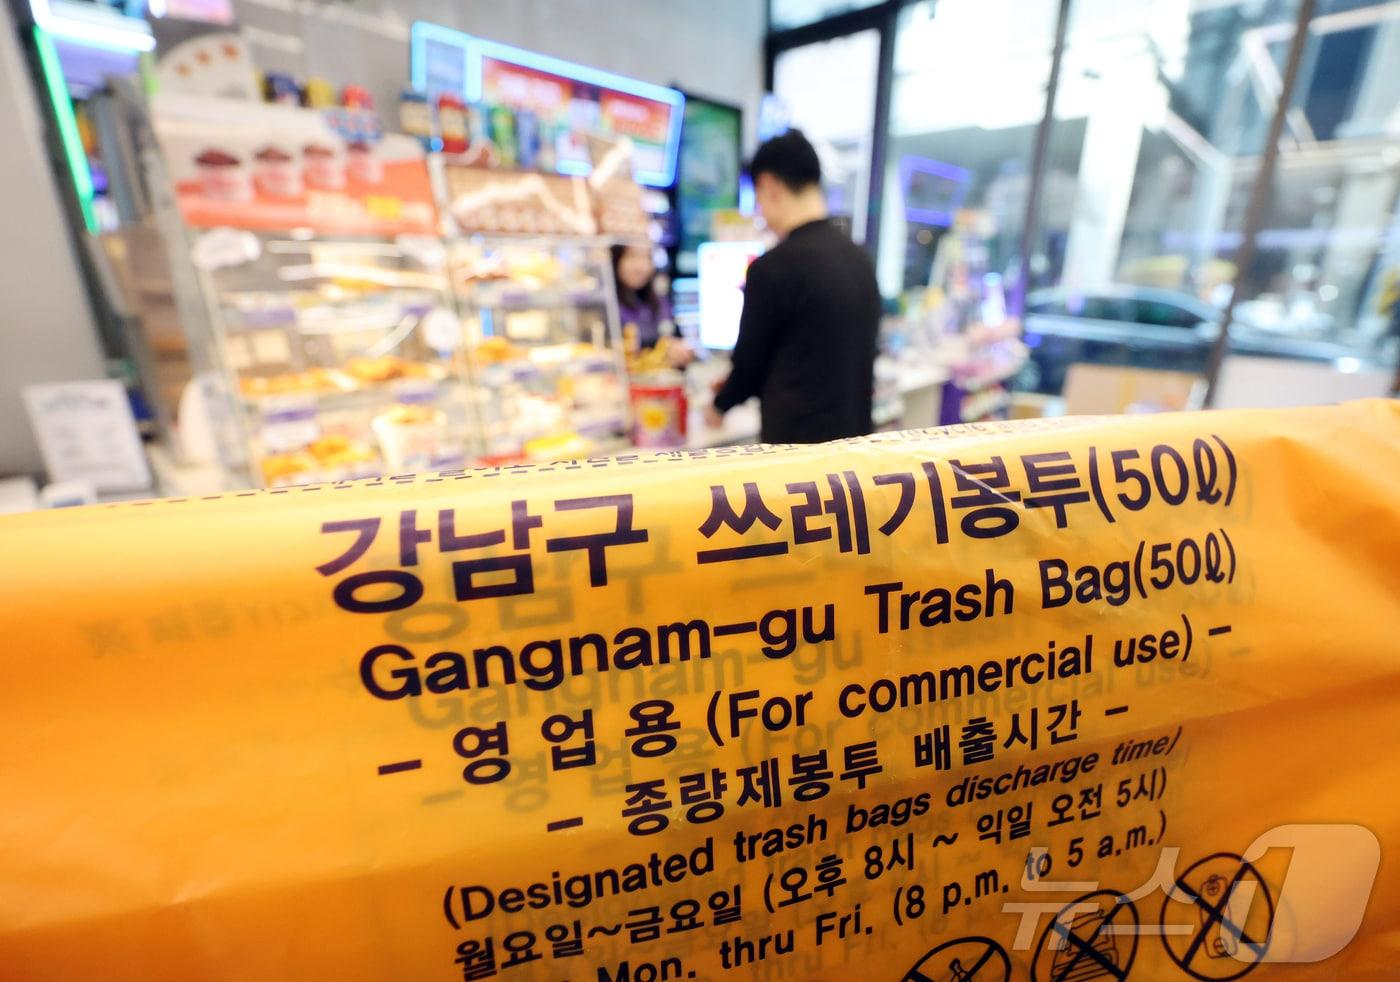 강남구 쓰레기봉투(50ℓ)
Gangnam-gu Trash Bag(50ℓ)
- 영 업 용 (For commercial use) -
- 종량제봉투 배출시간 -
(Designated trash bags discharge time)
월요일~금요일 (오후 8시 ~ 익일 오전 5시)
Mon. thru Fri. (8 p.m. to 5 a.m.)
뉴스1